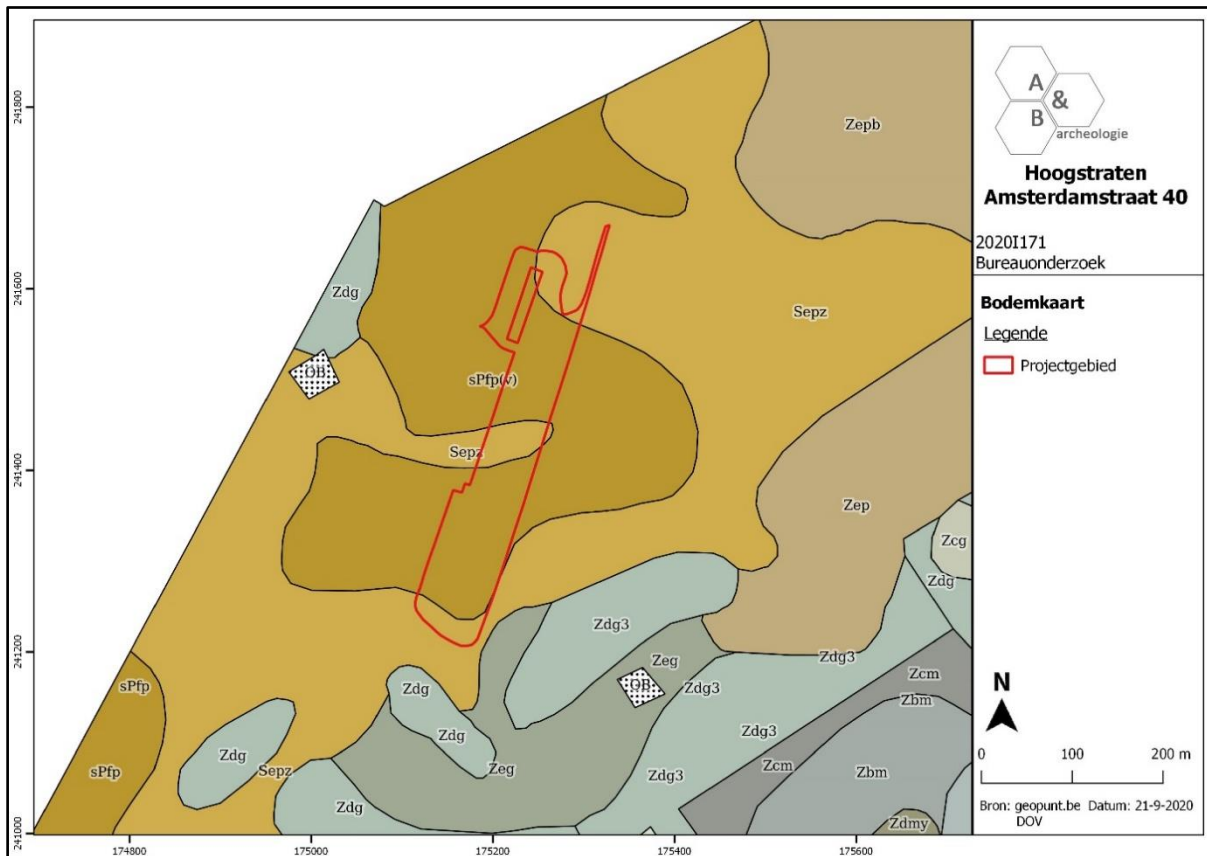 241800
241600
241400
241200
241000
174800
175000
175200
175400
175600
Zepb
Zdg
Sepz
OB
sPfp(v)
Sepz
Zep
Zcg
Zdg
Zdg3
Zdg3
Zeg
OB
Zdg3
Zcm
Zbm
sPfp
Zdg
Zdg3
Zdg
Zdg
Sepz
sPfp
Zeg
Zdg3
Zcm
Zbm
Zdg
Zdmy
A
&
B
archeologie
Hoogstraten
Amsterdamstraat 40
2020I171
Bureauonderzoek
Bodemkaart
Legende
Projectgebied
N
0 100 200 m
Bron: geopunt.be Datum: 21-9-2020
DOV